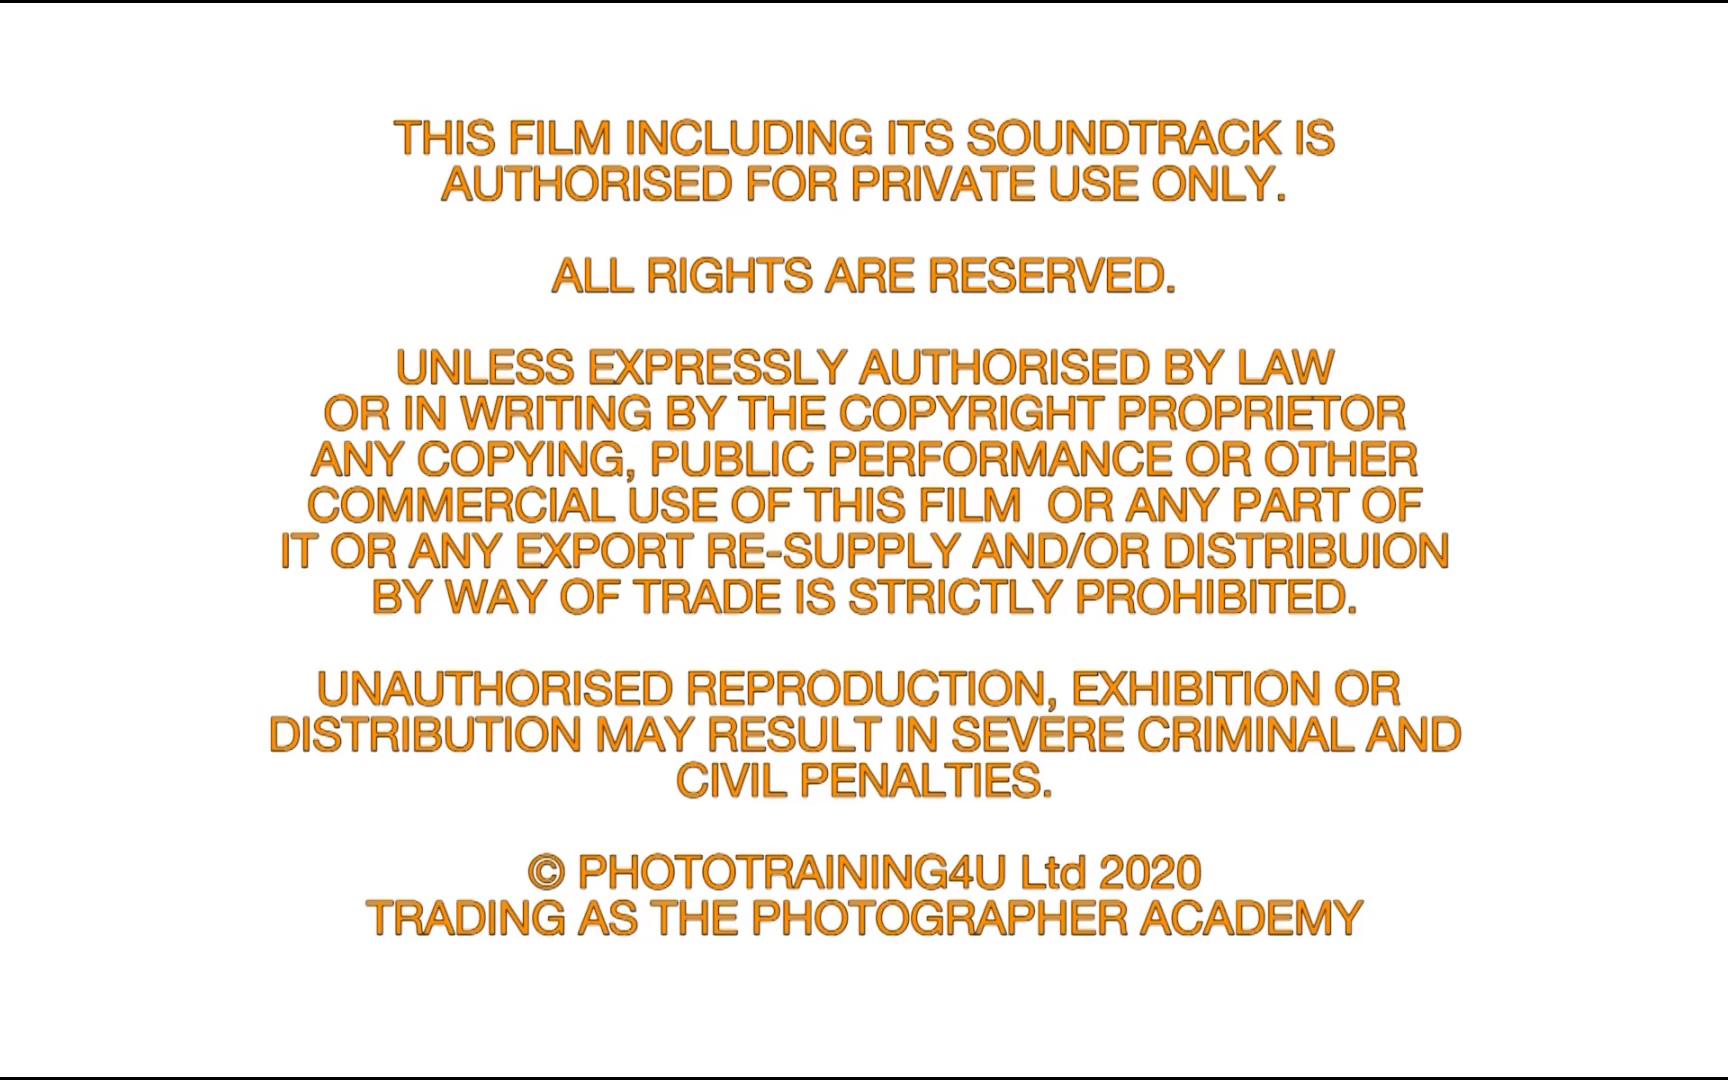 THIS FILM INCLUDING ITS SOUNDTRACK IS
AUTHORISED FOR PRIVATE USE ONLY.
ALL RIGHTS ARE RESERVED.
UNLESS EXPRESSLY AUTHORISED BY LAW
OR IN WRITING BY THE COPYRIGHT PROPRIETOR
ANY COPYING, PUBLIC PERFORMANCE OR OTHER
COMMERCIAL USE OF THIS FILM  OR ANY PART OF
IT OR ANY EXPORT RE-SUPPLY AND/OR DISTRIBUION
BY WAY OF TRADE IS STRICTLY PROHIBITED.
UNAUTHORISED REPRODUCTION, EXHIBITION OR
DISTRIBUTION MAY RESULT IN SEVERE CRIMINAL AND
CIVIL PENALTIES.
© PHOTOTRAINING4U Ltd 2020
TRADING AS THE PHOTOGRAPHER ACADEMY